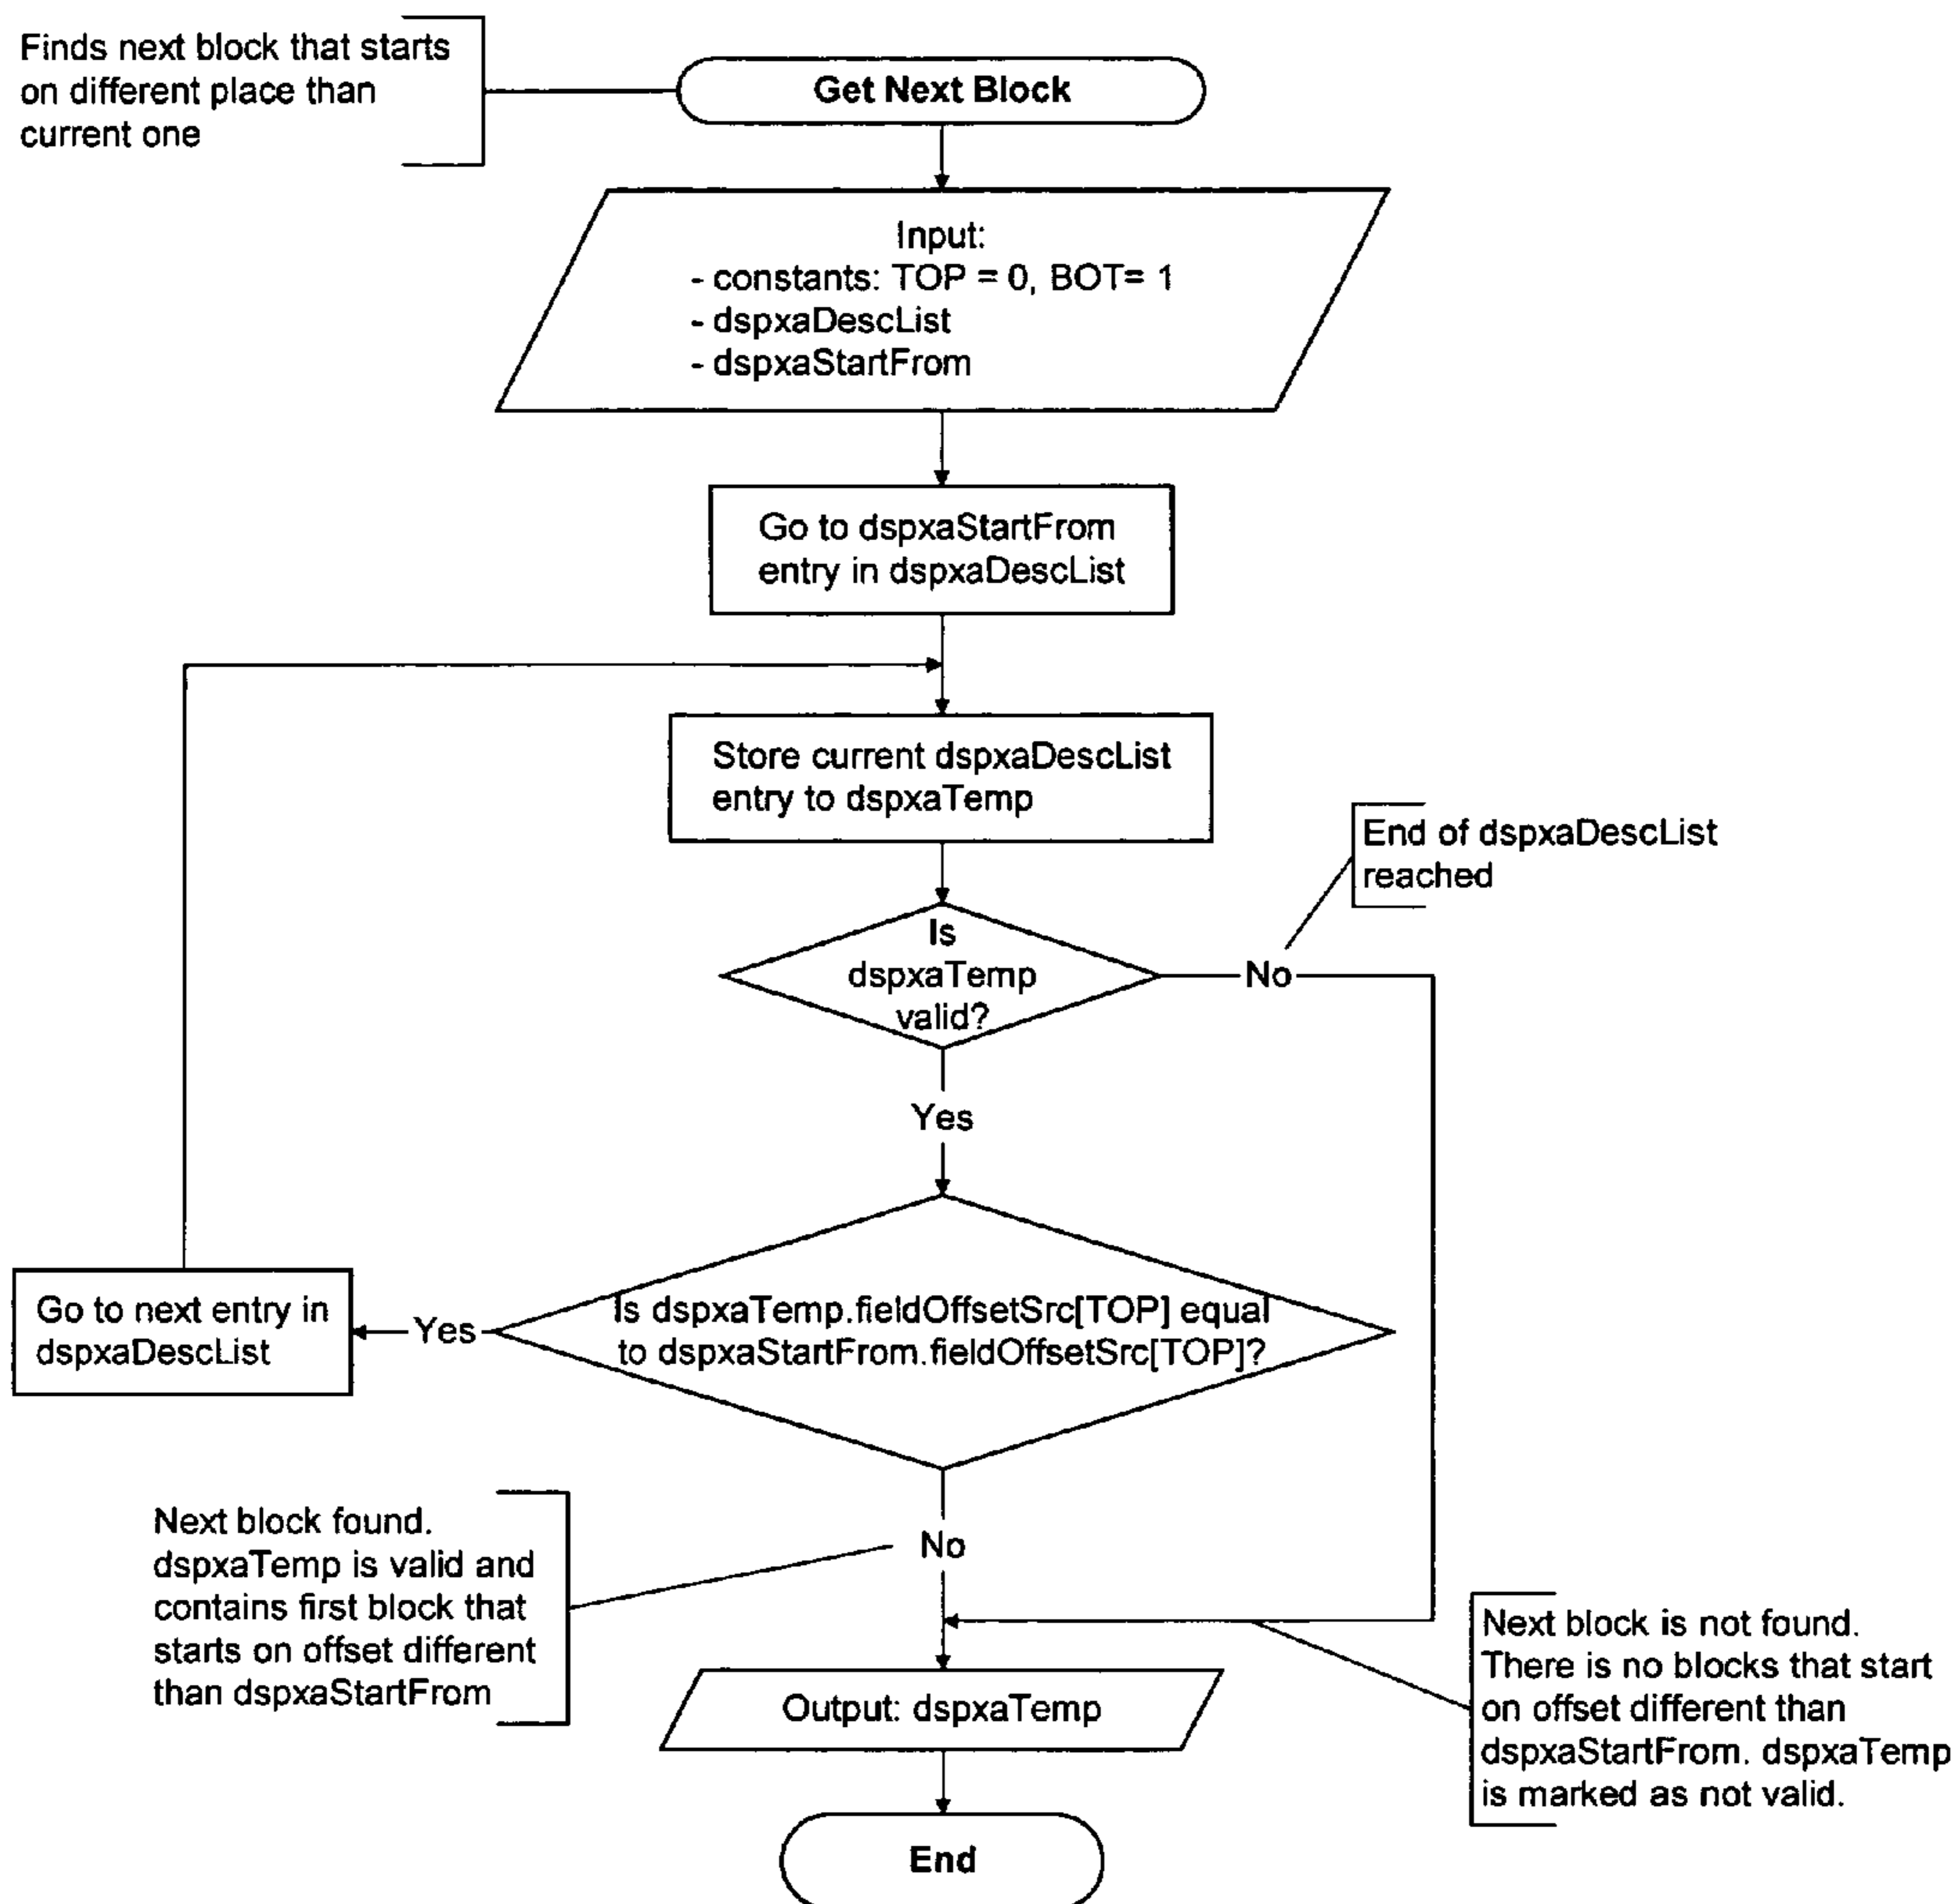 Finds next block that starts
on different place than
current one
Get Next Block
Input:
- constants: TOP = 0, BOT= 1
- dspxaDescList
- dspxaStartFrom
Go to dspxaStartFrom
entry in dspxaDescList
Store current dspxaDescList
entry to dspxaTemp
End of dspxaDescList
reached
Is
dspxaTemp
valid?
No
Yes
Is dspxaTemp.fieldOffsetSrc[TOP] equal
to dspxaStartFrom.fieldOffsetSrc[TOP]?
Yes
Go to next entry in
dspxaDescList
No
Next block found.
dspxaTemp is valid and
contains first block that
starts on offset different
than dspxaStartFrom
Next block is not found.
There is no blocks that start
on offset different than
dspxaStartFrom. dspxaTemp
is marked as not valid.
Output: dspxaTemp
End